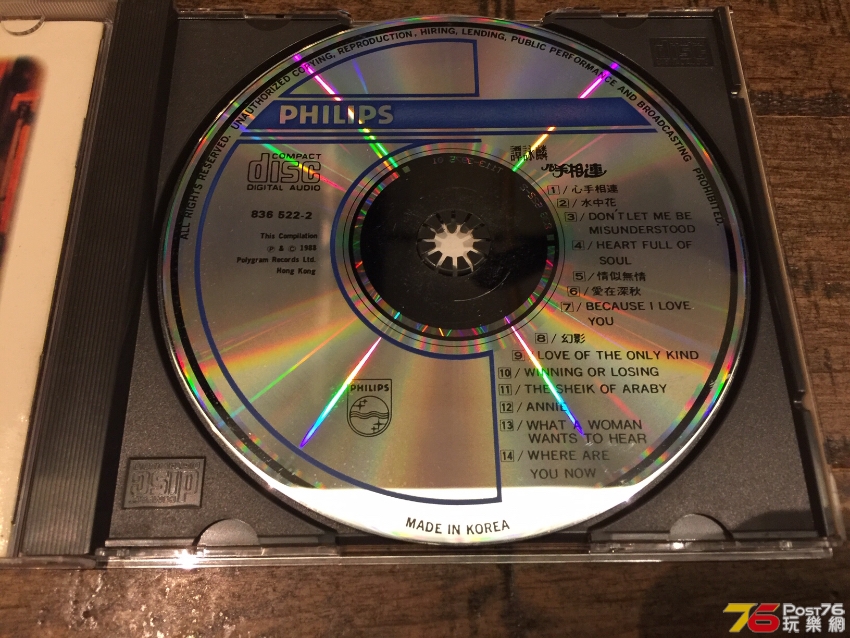 ALL RIGHTS RESERVED. UNAUTHORIZED COPYING, REPRODUCTION, HIRING, LENDING, PUBLIC PERFORMANCE AND BROADCASTING PROHIBITED.
PHILIPS
COMPACT
disc
DIGITAL AUDIO
836 522-2
This Compilation
℗ & © 1988
Polygram Records Ltd.
Hong Kong
譚詠麟
心手相連
1 / 心手相連
2 / 水中花
3 / DON'T LET ME BE
MISUNDERSTOOD
4 / HEART FULL OF
SOUL
5 / 情似無情
6 / 愛在深秋
7 / BECAUSE I LOVE
YOU
8 / 幻影
9 / LOVE OF THE ONLY KIND
10 / WINNING OR LOSING
11 / THE SHEIK OF ARABY
12 / ANNIE
13 / WHAT A WOMAN
WANTS TO HEAR
14 / WHERE ARE
YOU NOW
PHILIPS
MADE IN KOREA
76 Post76
玩樂網